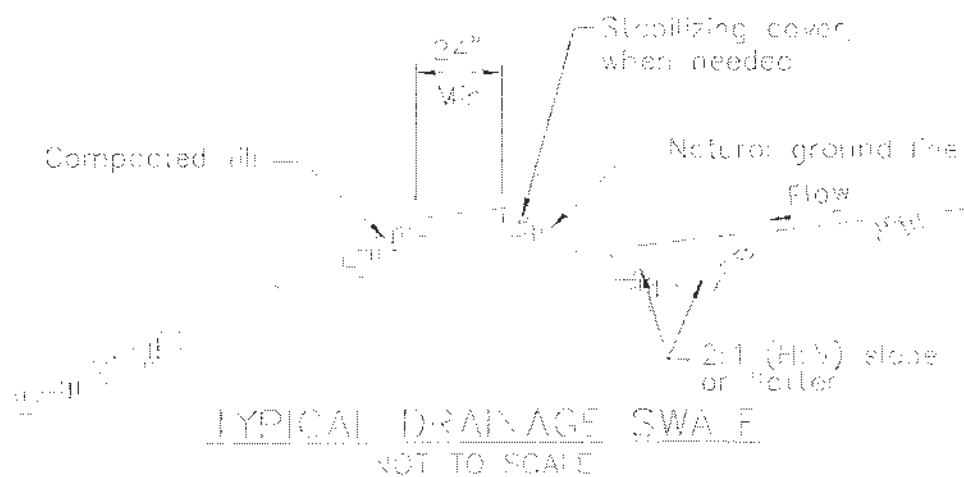 Stabilizing cover,
when needed
24"
Min
Compacted fill
Natural ground line
Flow
2:1 (H:V) slope
or flatter
TYPICAL DRAINAGE SWALE
NOT TO SCALE